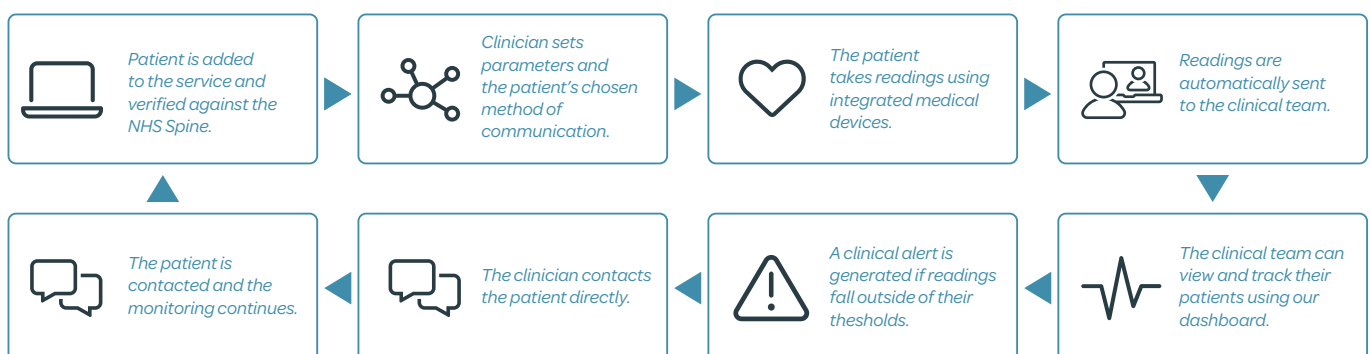 Patient is added
to the service and
verified against the
NHS Spine.
Clinician sets
parameters and
the patient's chosen
method of
communication.
The patient
takes readings using
integrated medical
devices.
Readings are
automatically sent
to the clinical team.
The clinical team can
view and track their
patients using our
dashboard.
A clinical alert is
generated if readings
fall outside of their
thesholds.
The clinician contacts
the patient directly.
The patient is
contacted and the
monitoring continues.